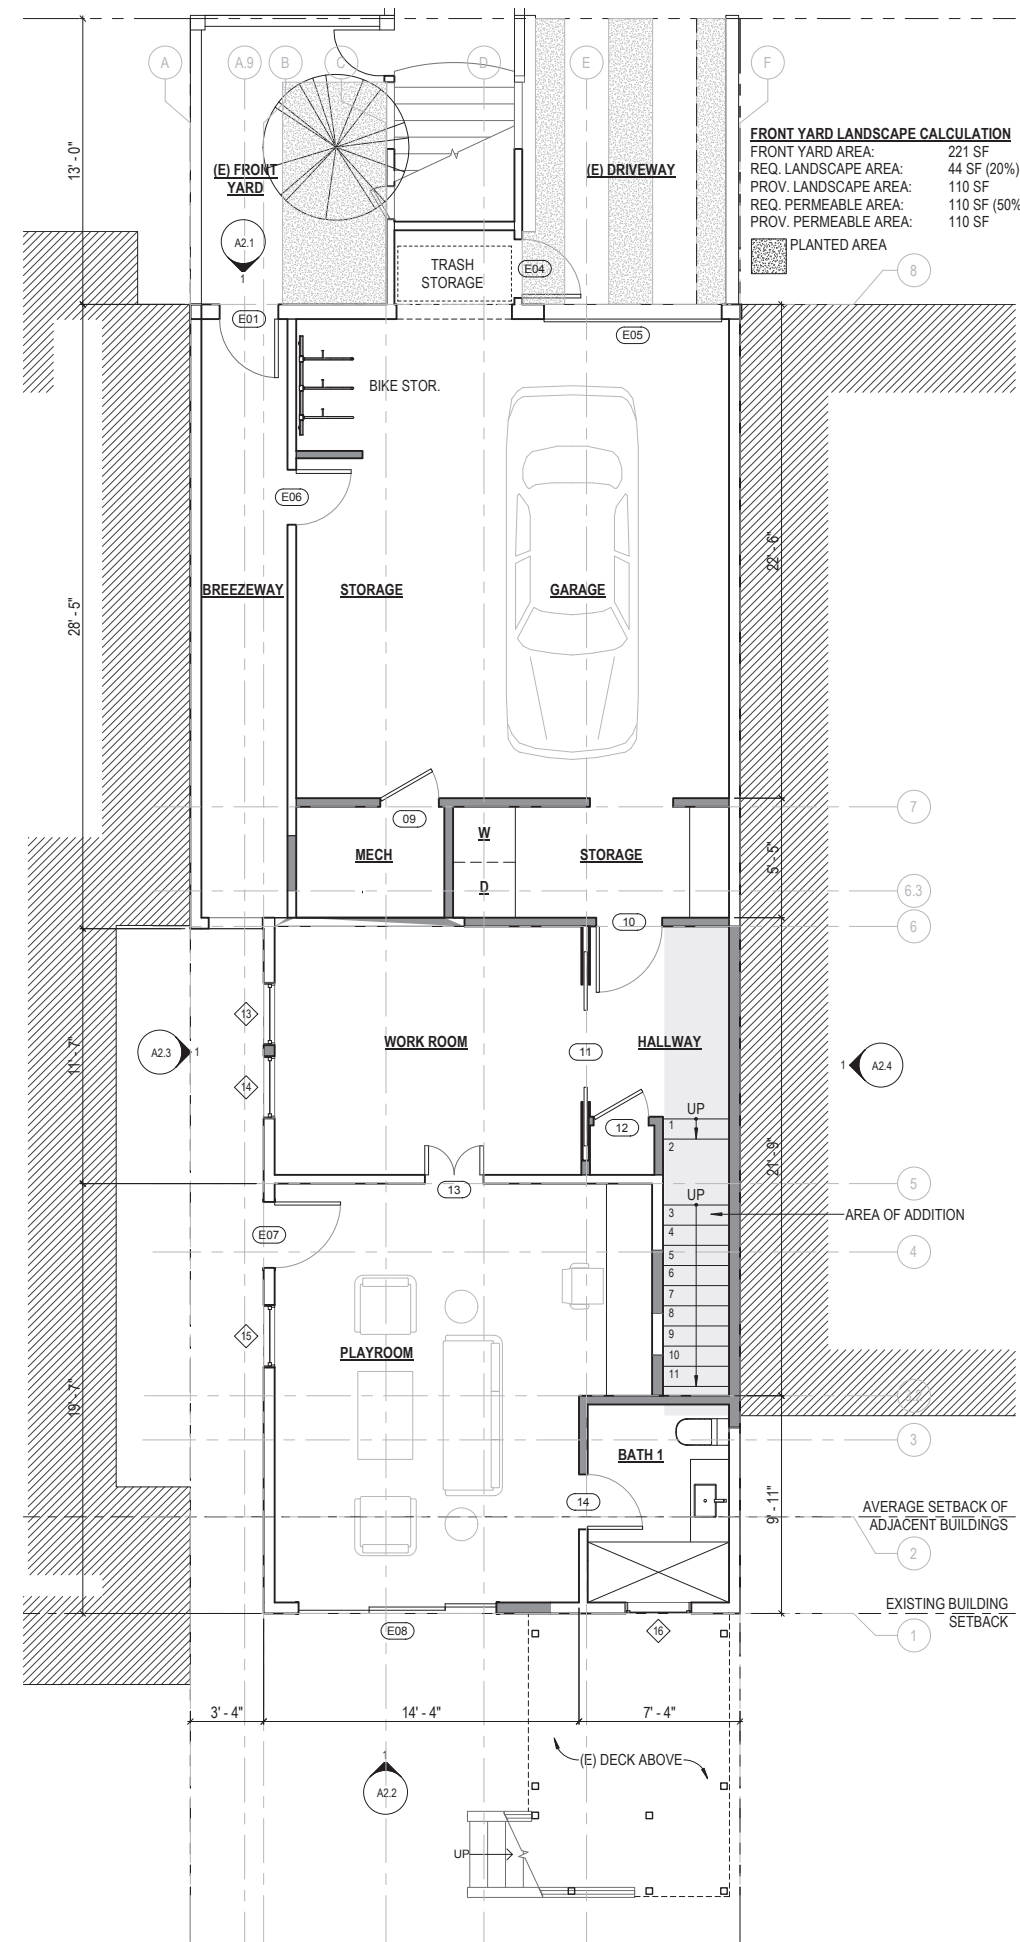 A
A.9
B
C
D
E
F
13' - 0"
FRONT YARD LANDSCAPE CALCULATION
FRONT YARD AREA: 221 SF
REQ. LANDSCAPE AREA: 44 SF (20%)
PROV. LANDSCAPE AREA: 110 SF
REQ. PERMEABLE AREA: 110 SF (50%
PROV. PERMEABLE AREA: 110 SF
PLANTED AREA
(E) FRONT
YARD
(E) DRIVEWAY
A2.1
1
TRASH
STORAGE
E04
8
E01
E05
BIKE STOR.
E06
22' - 6"
BREEZEWAY
STORAGE
GARAGE
28' - 5"
7
09
W
MECH
STORAGE
5' - 5"
D
6.3
10
6
13
WORK ROOM
HALLWAY
11
A2.3
1
11' - 7"
1
A2.4
14
UP
1
12
2
21' - 9"
13
5
UP
3
AREA OF ADDITION
E07
4
4
5
6
7
8
15
9
PLAYROOM
10
11
19' - 7"
3
BATH 1
14
9' - 11"
AVERAGE SETBACK OF
ADJACENT BUILDINGS
2
EXISTING BUILDING
SETBACK
E08
16
1
3' - 4"
14' - 4"
7' - 4"
1
A2.2
(E) DECK ABOVE
UP